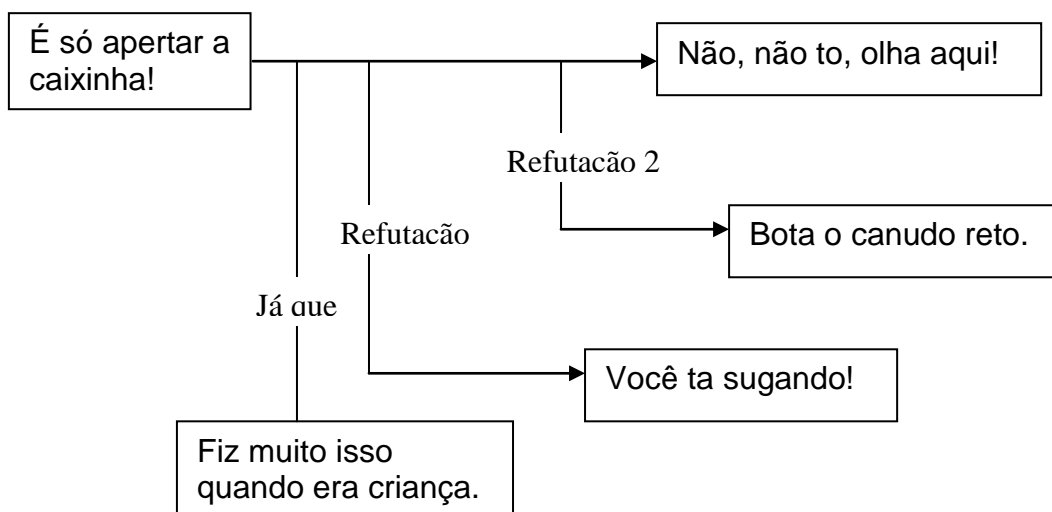 É só apertar a
caixinha!
Não, não to, olha aqui!
Refutacão 2
Refutacão
Bota o canudo reto.
Já que
Você ta sugando!
Fiz muito isso
quando era criança.